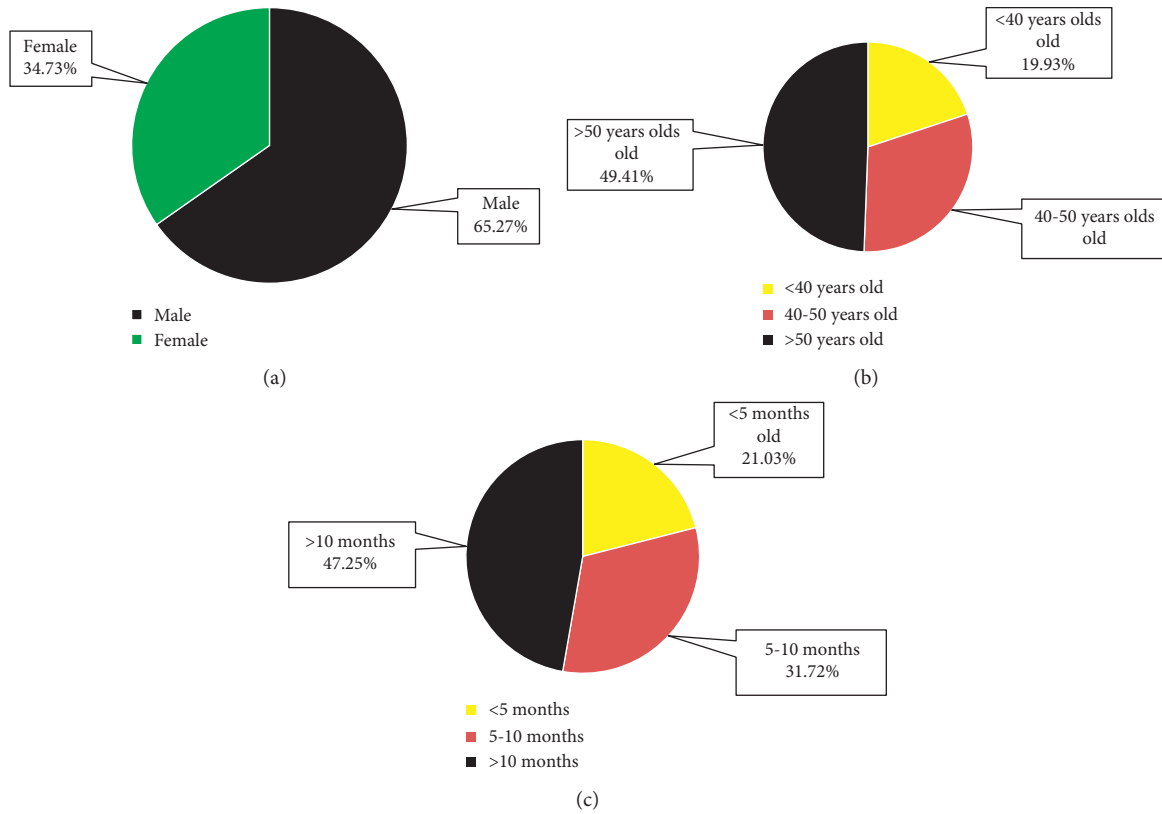 Female
34.73%
Male
65.27%
Male
Female
(a)
<40 years olds
old
19.93%
>50 years olds
old
49.41%
40-50 years olds
old
<40 years old
40-50 years old
>50 years old
(b)
<5 months
old
21.03%
>10 months
47.25%
5-10 months
31.72%
<5 months
5-10 months
>10 months
(c)